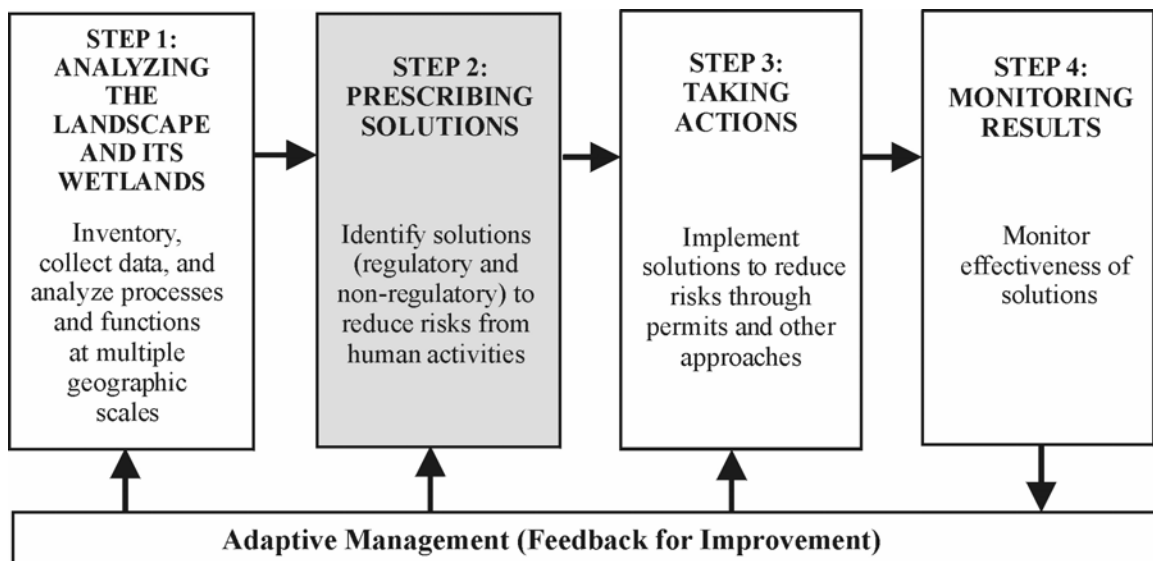 STEP 1:
ANALYZING
THE
LANDSCAPE
AND ITS
WETLANDS
Inventory,
collect data, and
analyze processes
and functions
at multiple
geographic
scales
STEP 2:
PRESCRIBING
SOLUTIONS
Identify solutions
(regulatory and
non-regulatory) to
reduce risks from
human activities
STEP 3:
TAKING
ACTIONS
Implement
solutions to reduce
risks through
permits and other
approaches
STEP 4:
MONITORING
RESULTS
Monitor
effectiveness of
solutions
Adaptive Management (Feedback for Improvement)